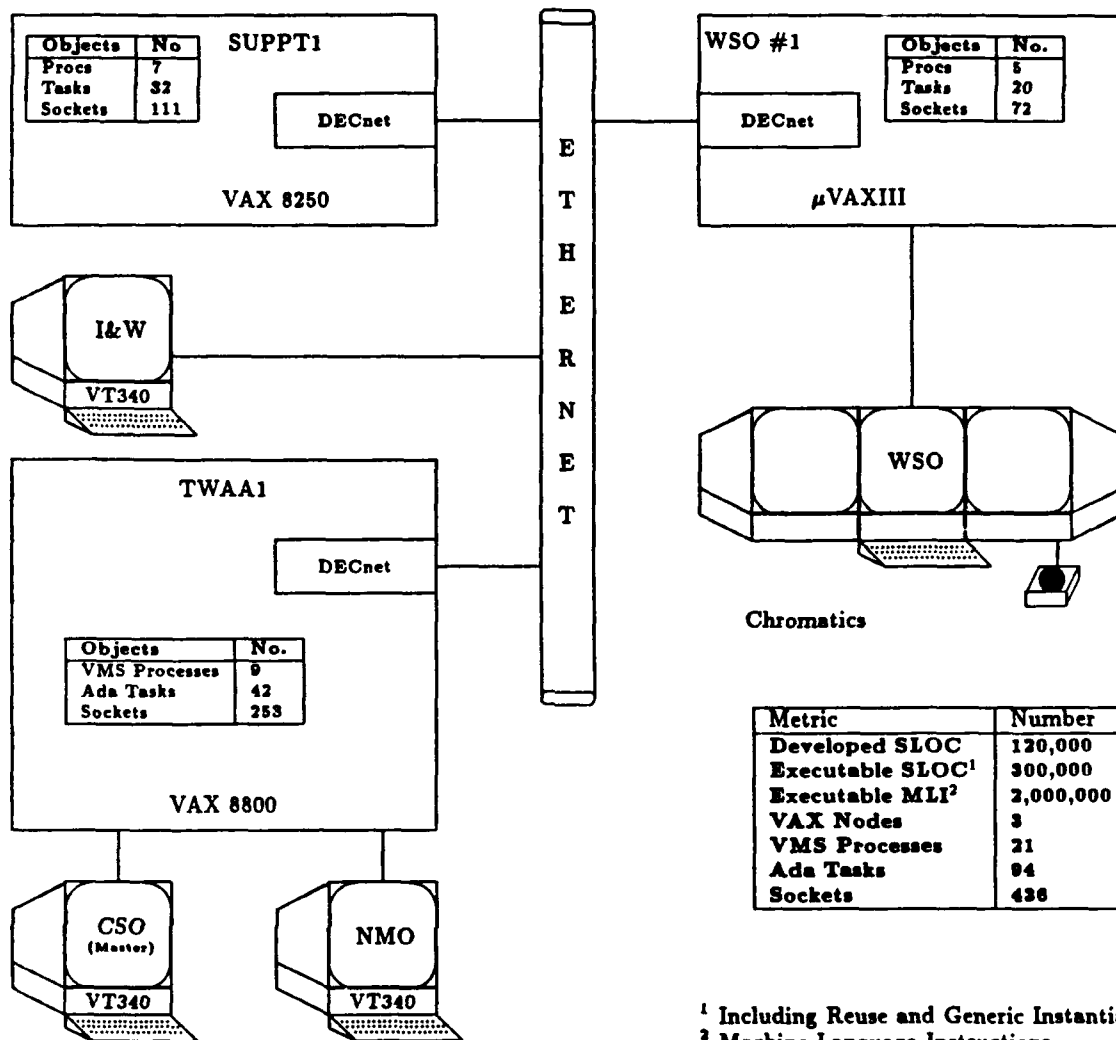 SUPPT1
Objects No
Procs 7
Tasks 32
Sockets 111
DECnet
VAX 8250
I&W
VT340
TWAA1
DECnet
Objects No.
VMS Processes 9
Ada Tasks 42
Sockets 253
VAX 8800
CSO
(Master)
VT340
NMO
VT340
ETHERNET
WSO #1
Objects No.
Procs 5
Tasks 20
Sockets 72
DECnet
μVAXIII
WSO
Chromatics
Metric Number
Developed SLOC 120,000
Executable SLOC¹ 300,000
Executable MLI² 2,000,000
VAX Nodes 3
VMS Processes 21
Ada Tasks 94
Sockets 436
¹ Including Reuse and Generic Instantia
² Machine Language Instructions